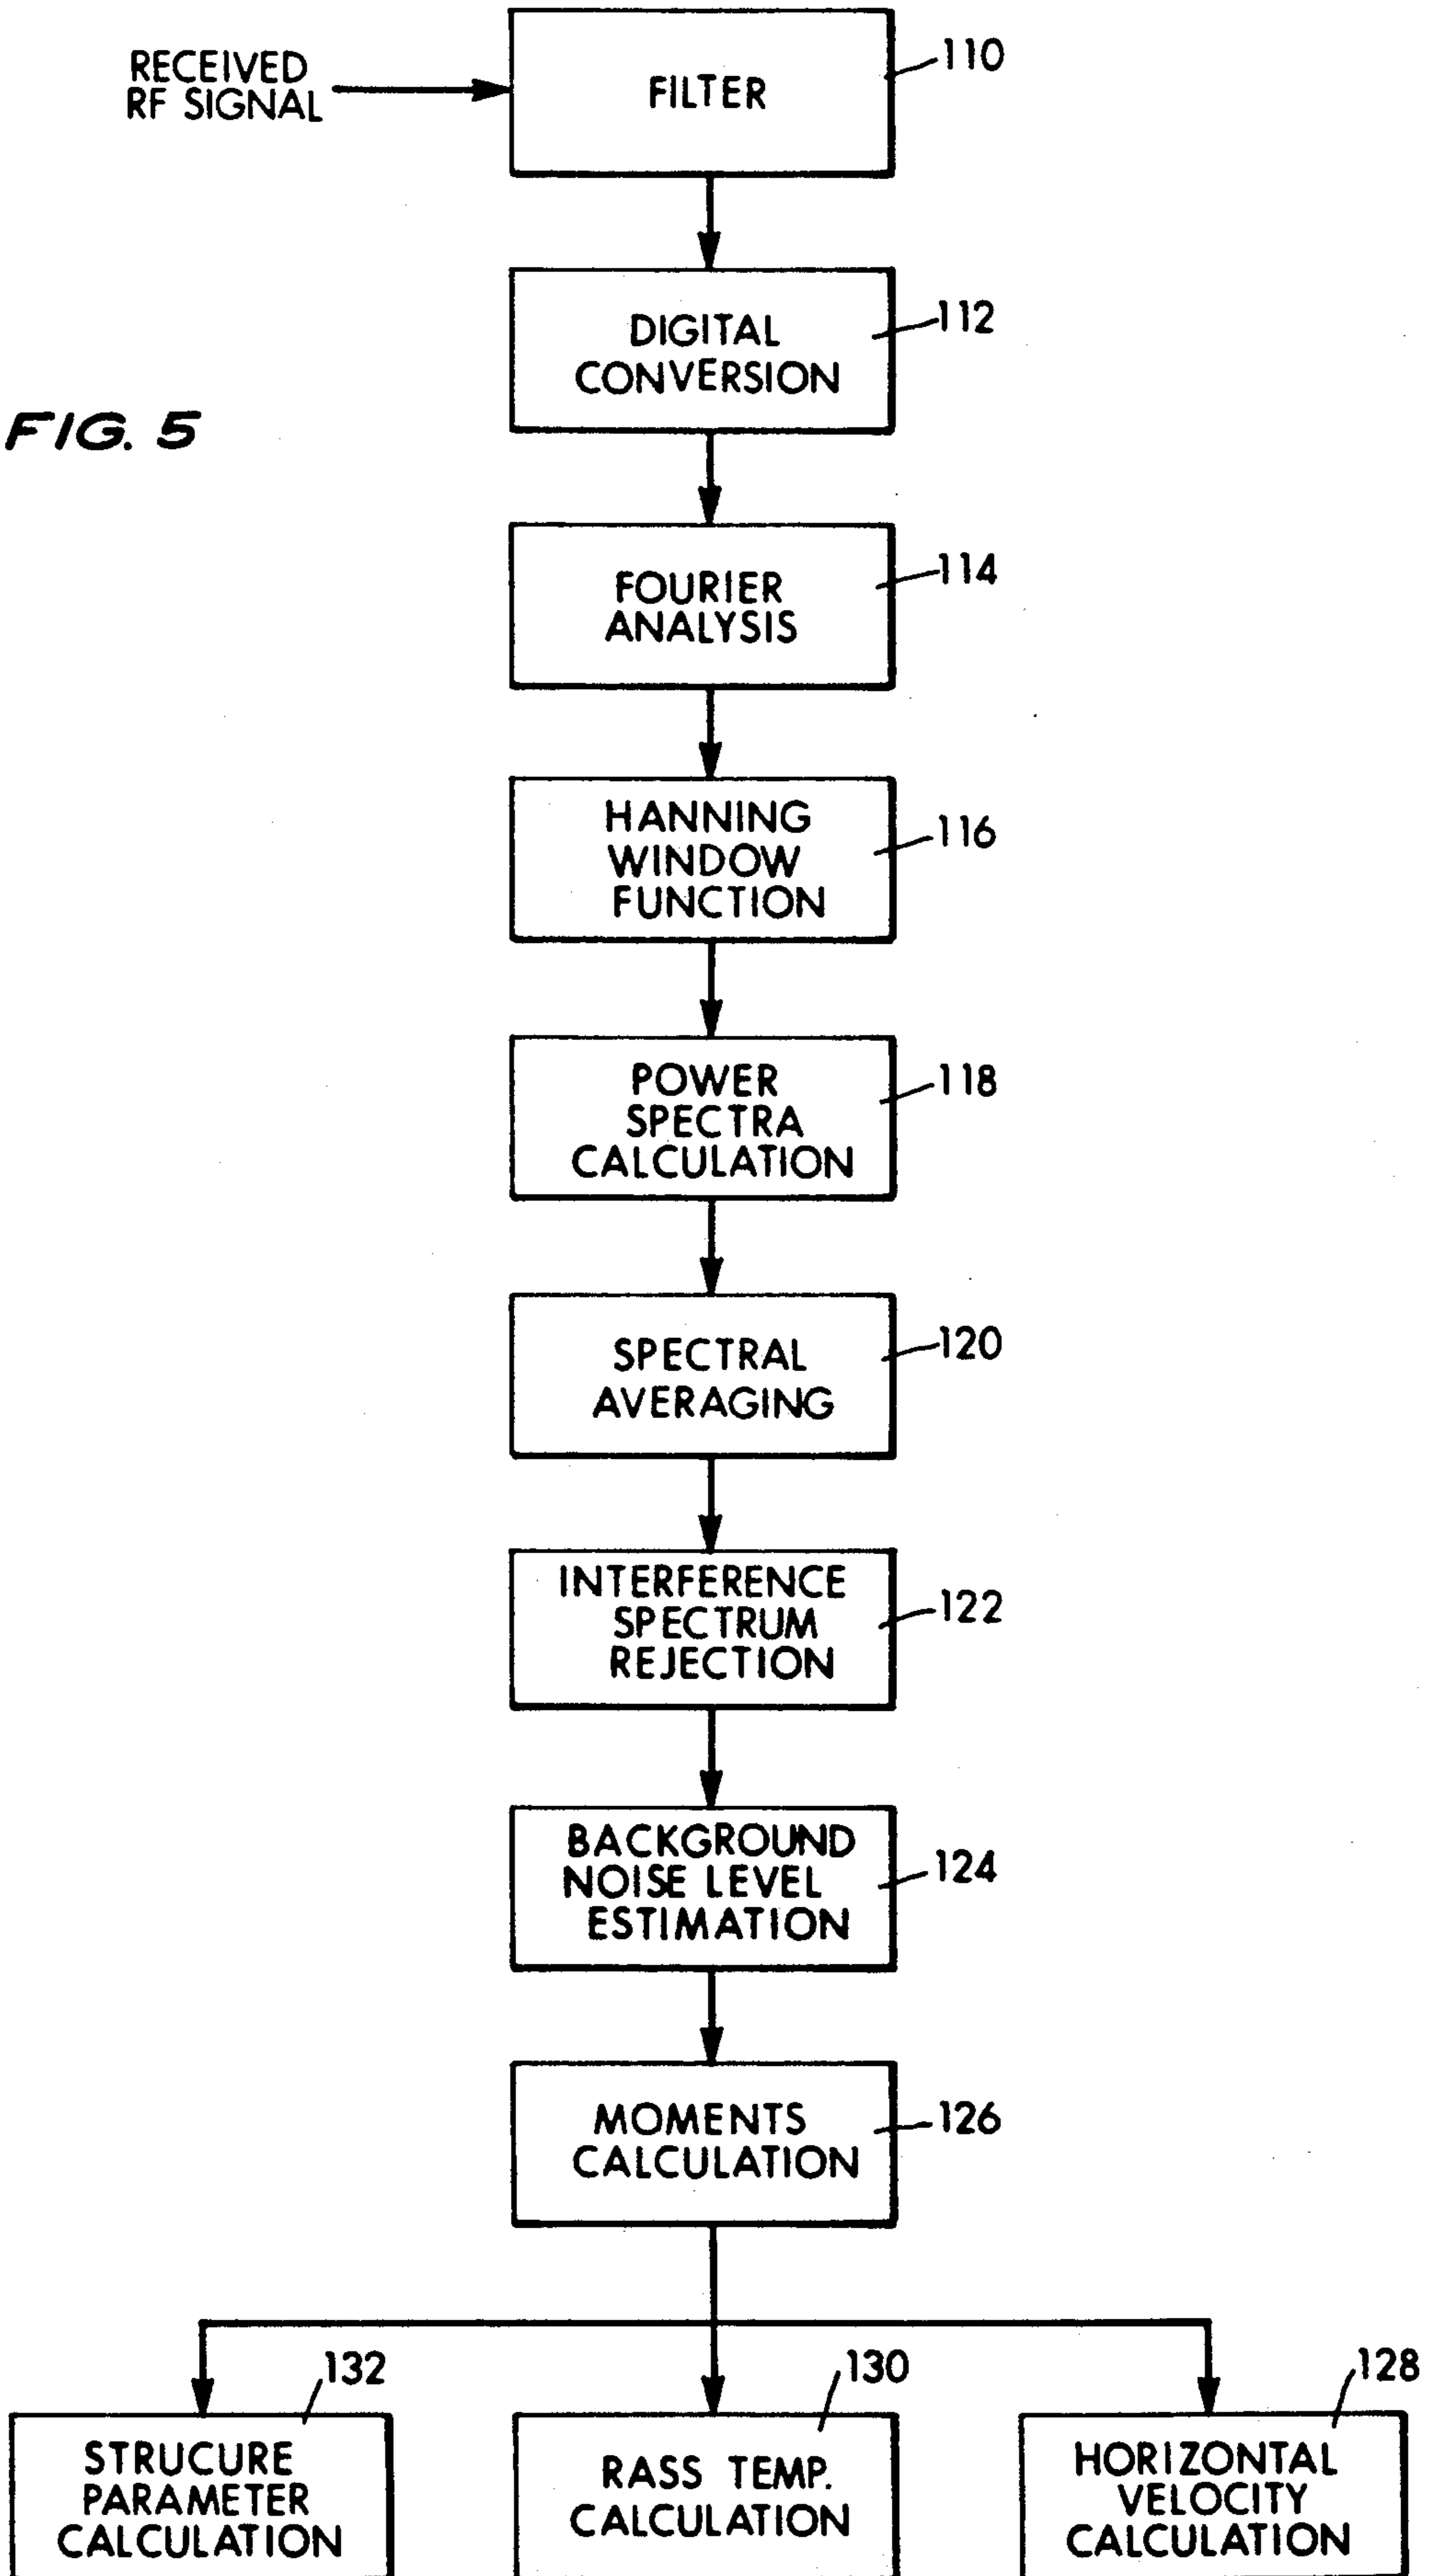 RECEIVED
RF SIGNAL
FILTER
110
DIGITAL
CONVERSION
112
FIG. 5
FOURIER
ANALYSIS
114
HANNING
WINDOW
FUNCTION
116
POWER
SPECTRA
CALCULATION
118
SPECTRAL
AVERAGING
120
INTERFERENCE
SPECTRUM
REJECTION
122
BACKGROUND
NOISE LEVEL
ESTIMATION
124
MOMENTS
CALCULATION
126
132
STRUCURE
PARAMETER
CALCULATION
130
RASS TEMP.
CALCULATION
128
HORIZONTAL
VELOCITY
CALCULATION